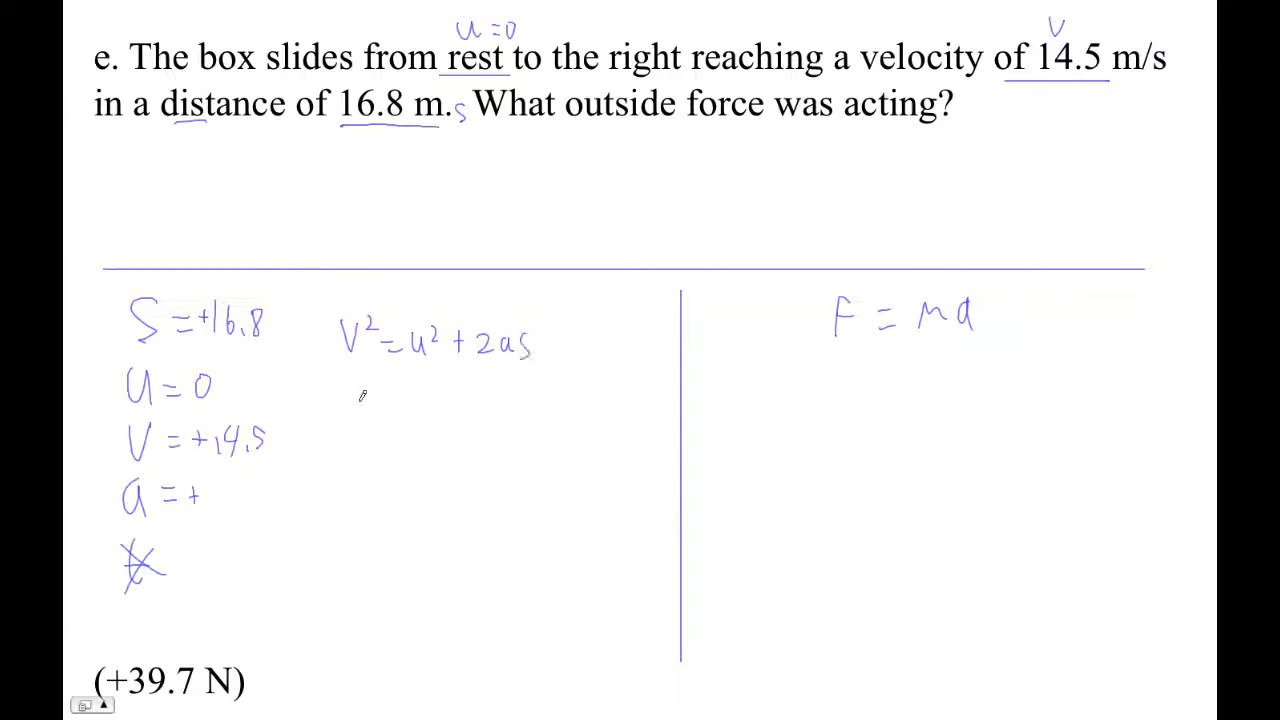 u = 0
V
e. The box slides from rest to the right reaching a velocity of 14.5 m/s
in a distance of 16.8 m. s What outside force was acting?
S = +16.8
u = 0
V = +14.5
a = +
t
V² = u² + 2as
F = ma
(+39.7 N)